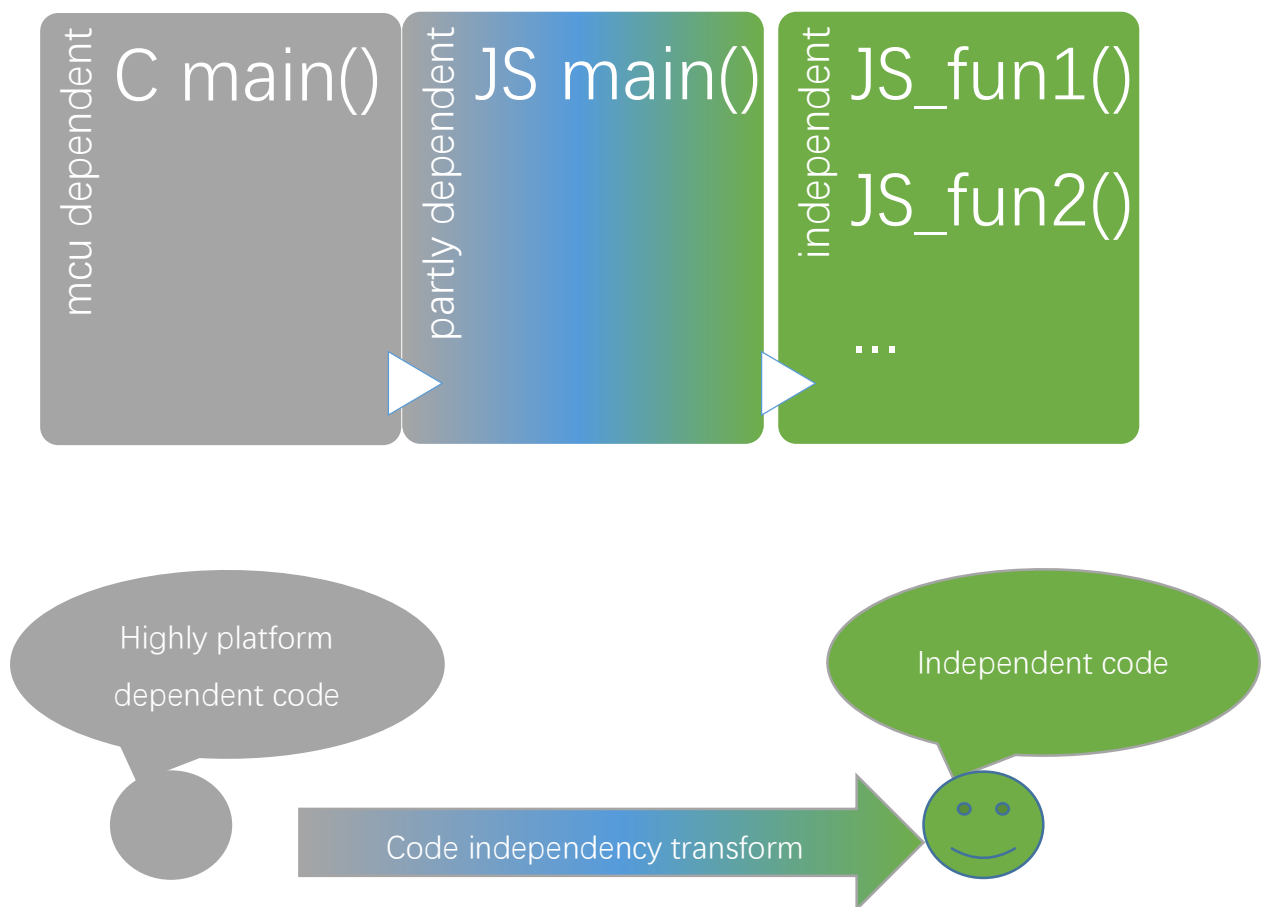 mcu dependent
C main()
partly dependent
JS main()
independent
JS_fun1()
JS_fun2()
...
Highly platform
dependent code
Independent code
Code independency transform